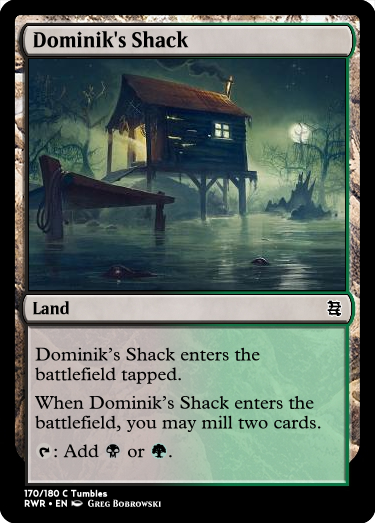 Dominik's Shack
Land
Dominik's Shack enters the
battlefield tapped.
When Dominik's Shack enters the
battlefield, you may mill two cards.
: Add or .
170/180 C Tumbles
RWR • EN Greg Bobrowski